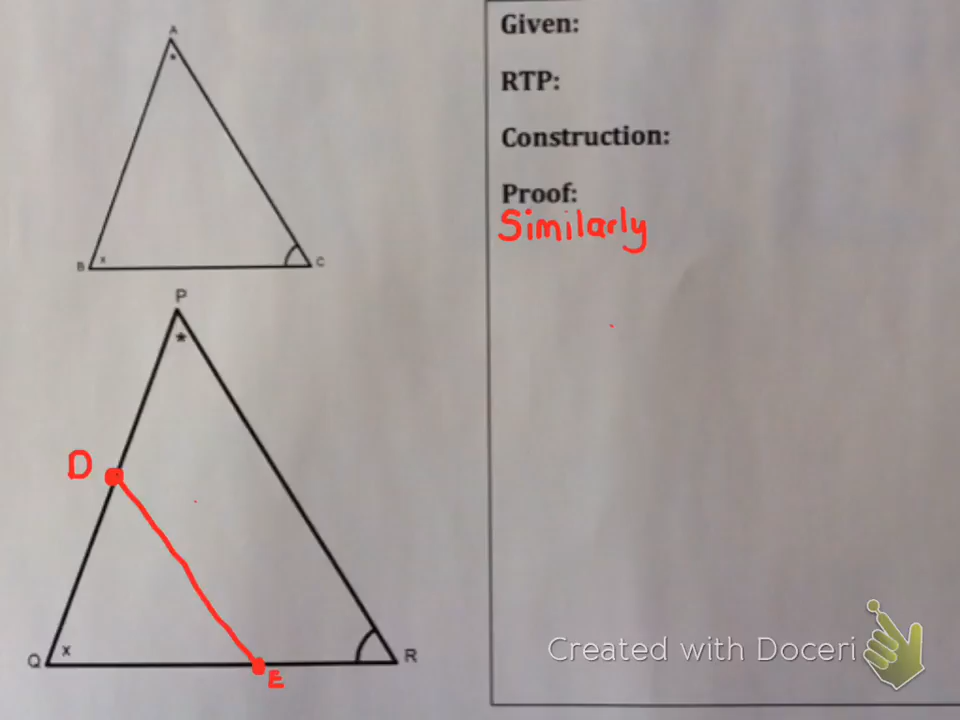 A
B
x
C
P
*
D
Q
x
R
E
Given:
RTP:
Construction:
Proof:
Similarly
Created with Doceri